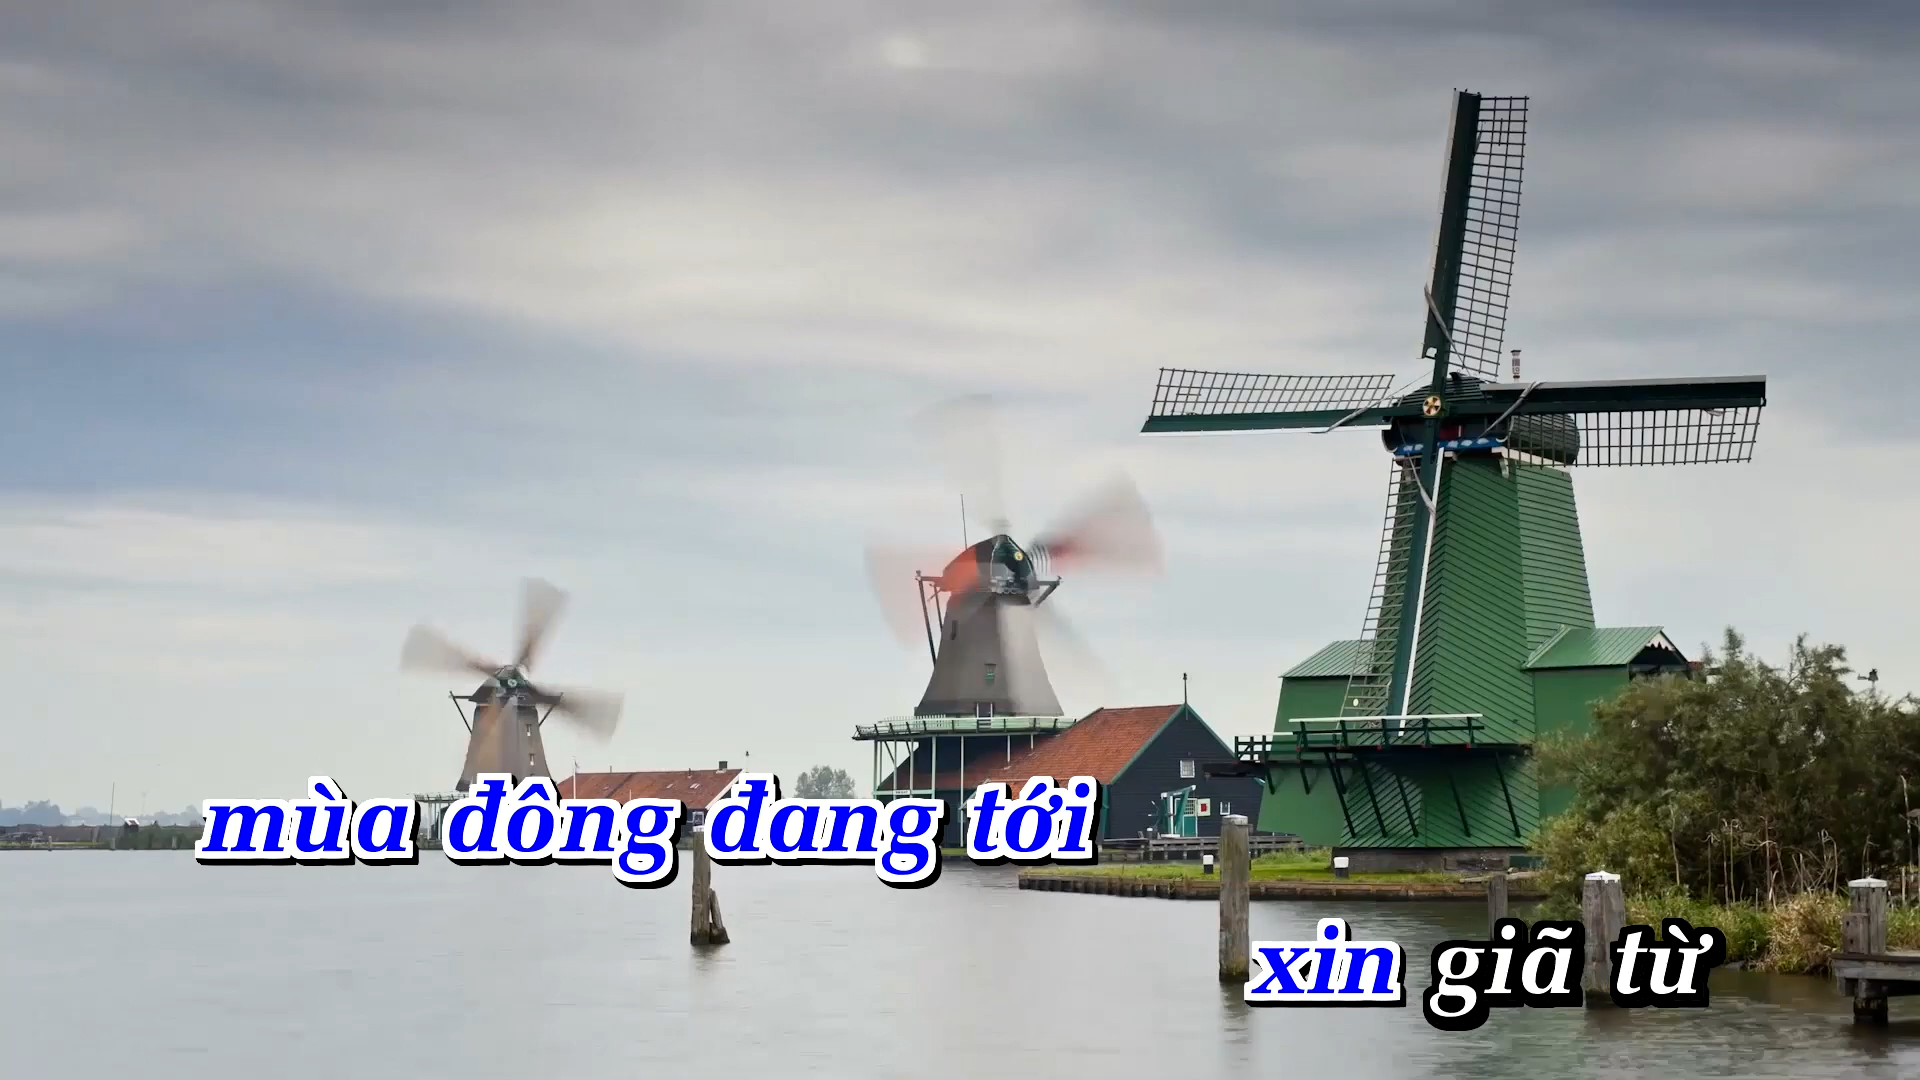 mùa đông đang tới
xin giã từ